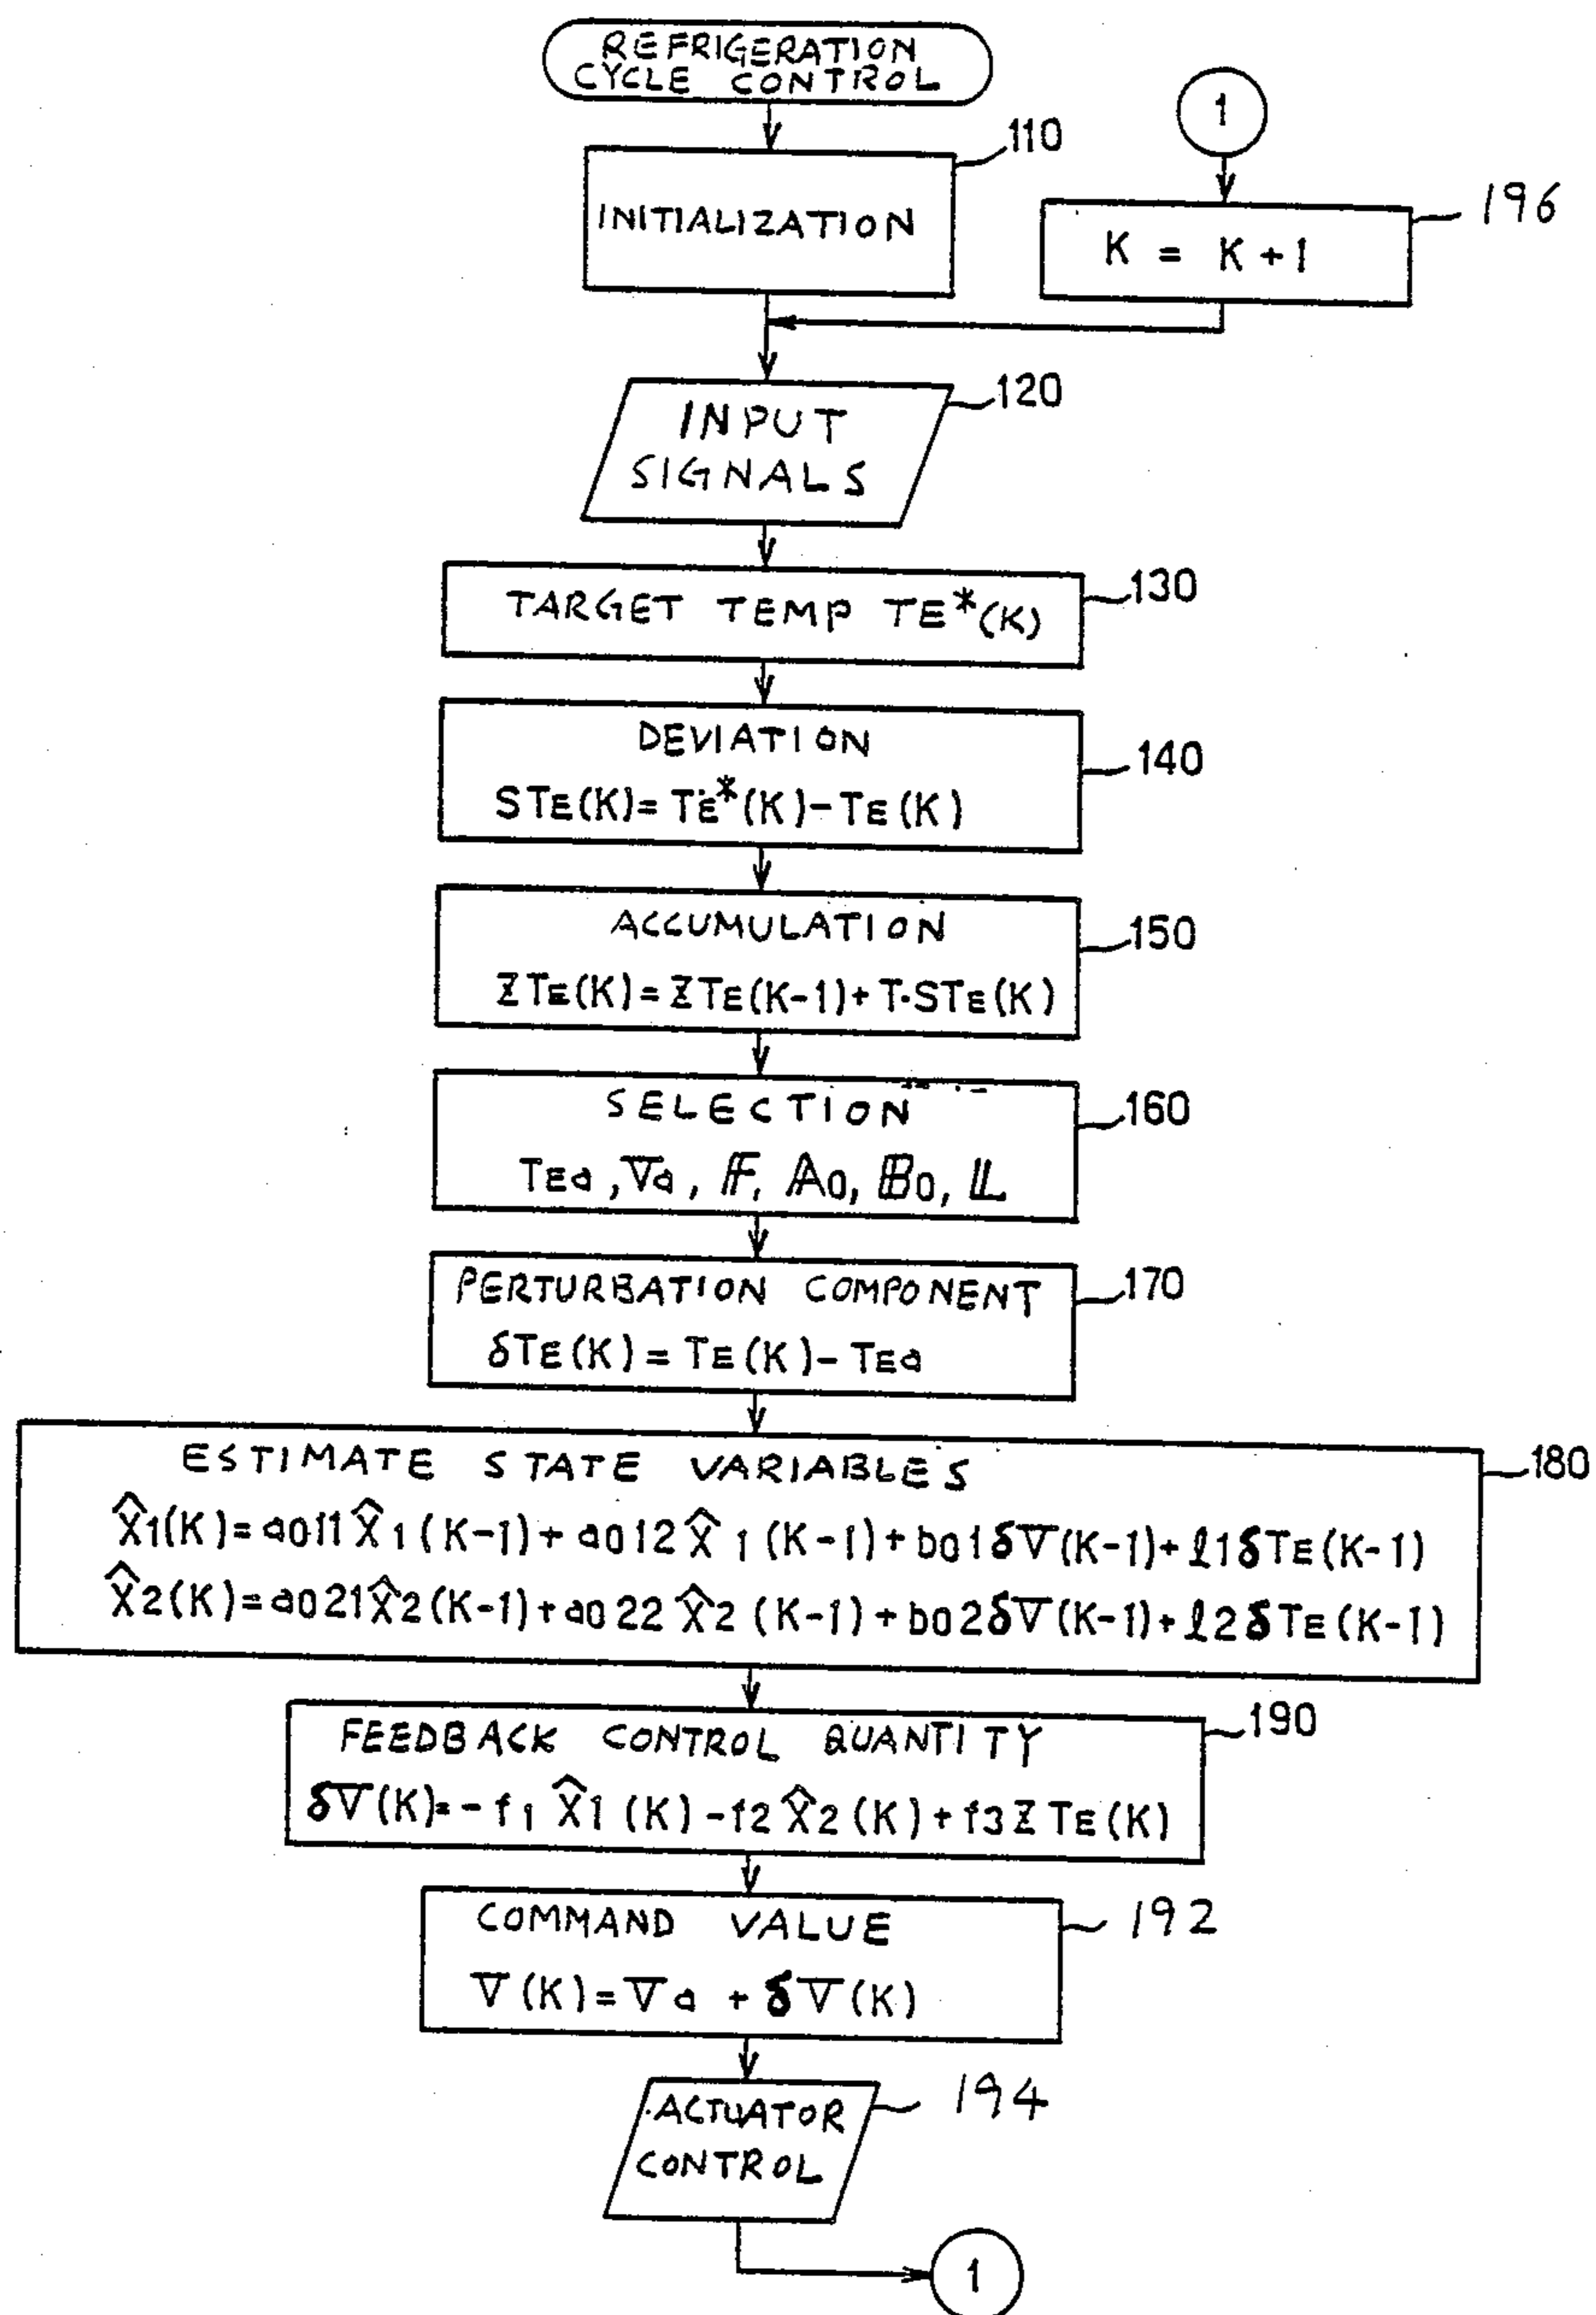 REFRIGERATION
CYCLE CONTROL
1
110
INITIALIZATION
196
K = K+1
120
INPUT
SIGNALS
130
TARGET TEMP TE*(K)
DEVIATION
140
STE(K)=TE*(K)-TE(K)
ACCUMULATION
150
ZTE(K)=ZTE(K-1)+T·STE(K)
SELECTION
160
TEa, Va, 𝔽, 𝔸0, 𝔹0, 𝕃
PERTURBATION COMPONENT
170
δTE(K)=TE(K)-TEa
ESTIMATE STATE VARIABLES
180
X̂1(K)=a011X̂1(K-1)+a012X̂1(K-1)+b01δV(K-1)+ℓ1δTE(K-1)
X̂2(K)=a021X̂2(K-1)+a022X̂2(K-1)+b02δV(K-1)+ℓ2δTE(K-1)
FEEDBACK CONTROL QUANTITY
190
δV(K)=-f1X̂1(K)-f2X̂2(K)+f3ZTE(K)
COMMAND VALUE
192
V(K)=Va+δV(K)
194
ACTUATOR
CONTROL
1